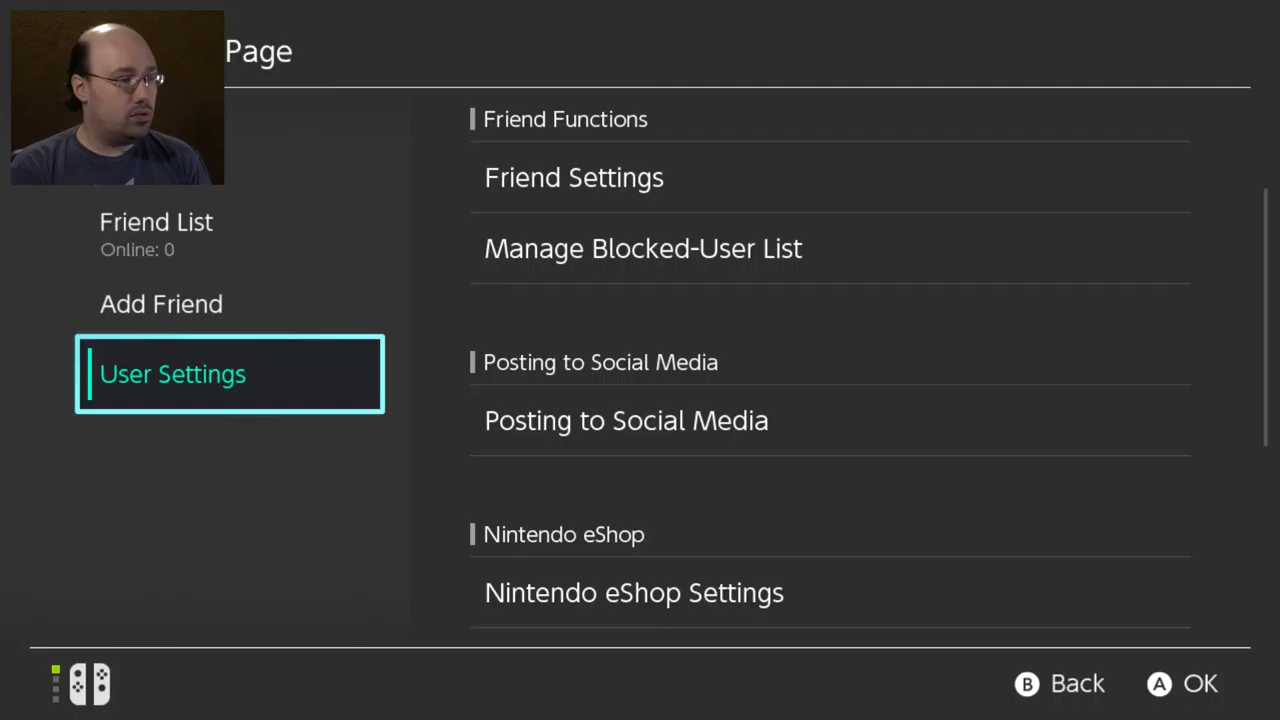 Page
Friend List
Online: 0
Add Friend
User Settings
Friend Functions
Friend Settings
Manage Blocked-User List
Posting to Social Media
Posting to Social Media
Nintendo eShop
Nintendo eShop Settings
B Back
A OK